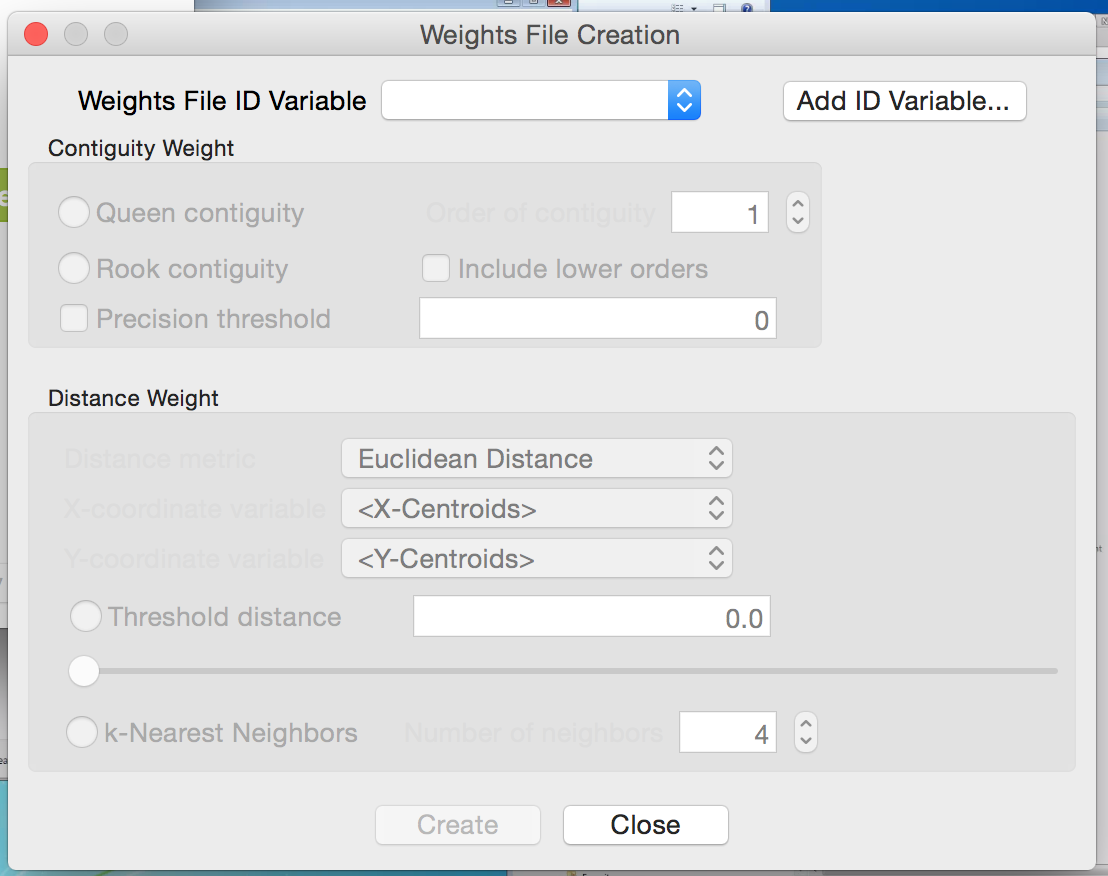 Weights File Creation
Weights File ID Variable Add ID Variable...
Contiguity Weight
Queen contiguity Order of contiguity 1
Rook contiguity Include lower orders
Precision threshold 0
Distance Weight
Distance metric Euclidean Distance
X-coordinate variable <X-Centroids>
Y-coordinate variable <Y-Centroids>
Threshold distance 0.0
k-Nearest Neighbors Number of neighbors 4
Create Close